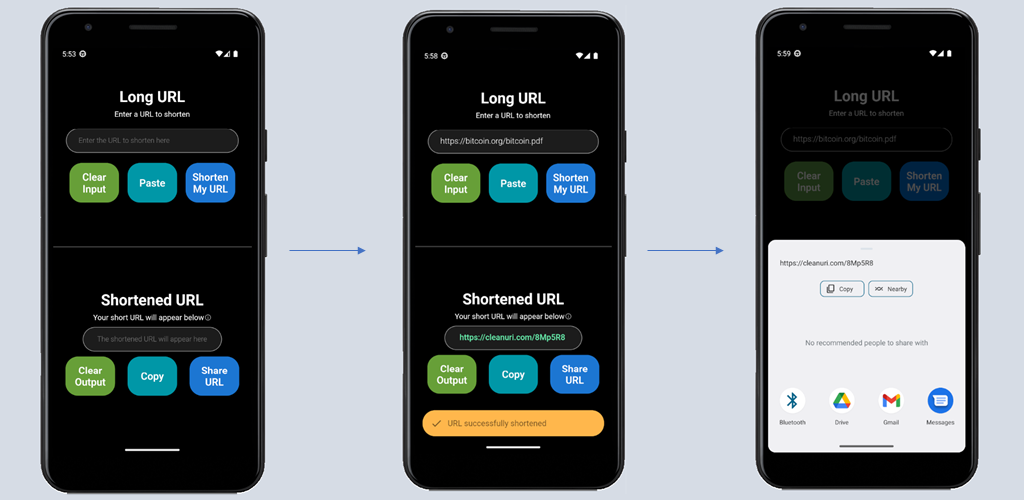 5:53
Long URL
Enter a URL to shorten
Enter the URL to shorten here
Clear
Input
Paste
Shorten
My URL
Shortened URL
Your short URL will appear below
The shortened URL will appear here
Clear
Output
Copy
Share
URL
5:58
Long URL
Enter a URL to shorten
https://bitcoin.org/bitcoin.pdf
Clear
Input
Paste
Shorten
My URL
Shortened URL
Your short URL will appear below
https://cleanuri.com/8Mp5R8
Clear
Output
Copy
Share
URL
URL successfully shortened
5:59
Long URL
Enter a URL to shorten
https://bitcoin.org/bitcoin.pdf
Clear
Input
Paste
Shorten
My URL
https://cleanuri.com/8Mp5R8
Copy
Nearby
No recommended people to share with
Bluetooth
Drive
Gmail
Messages